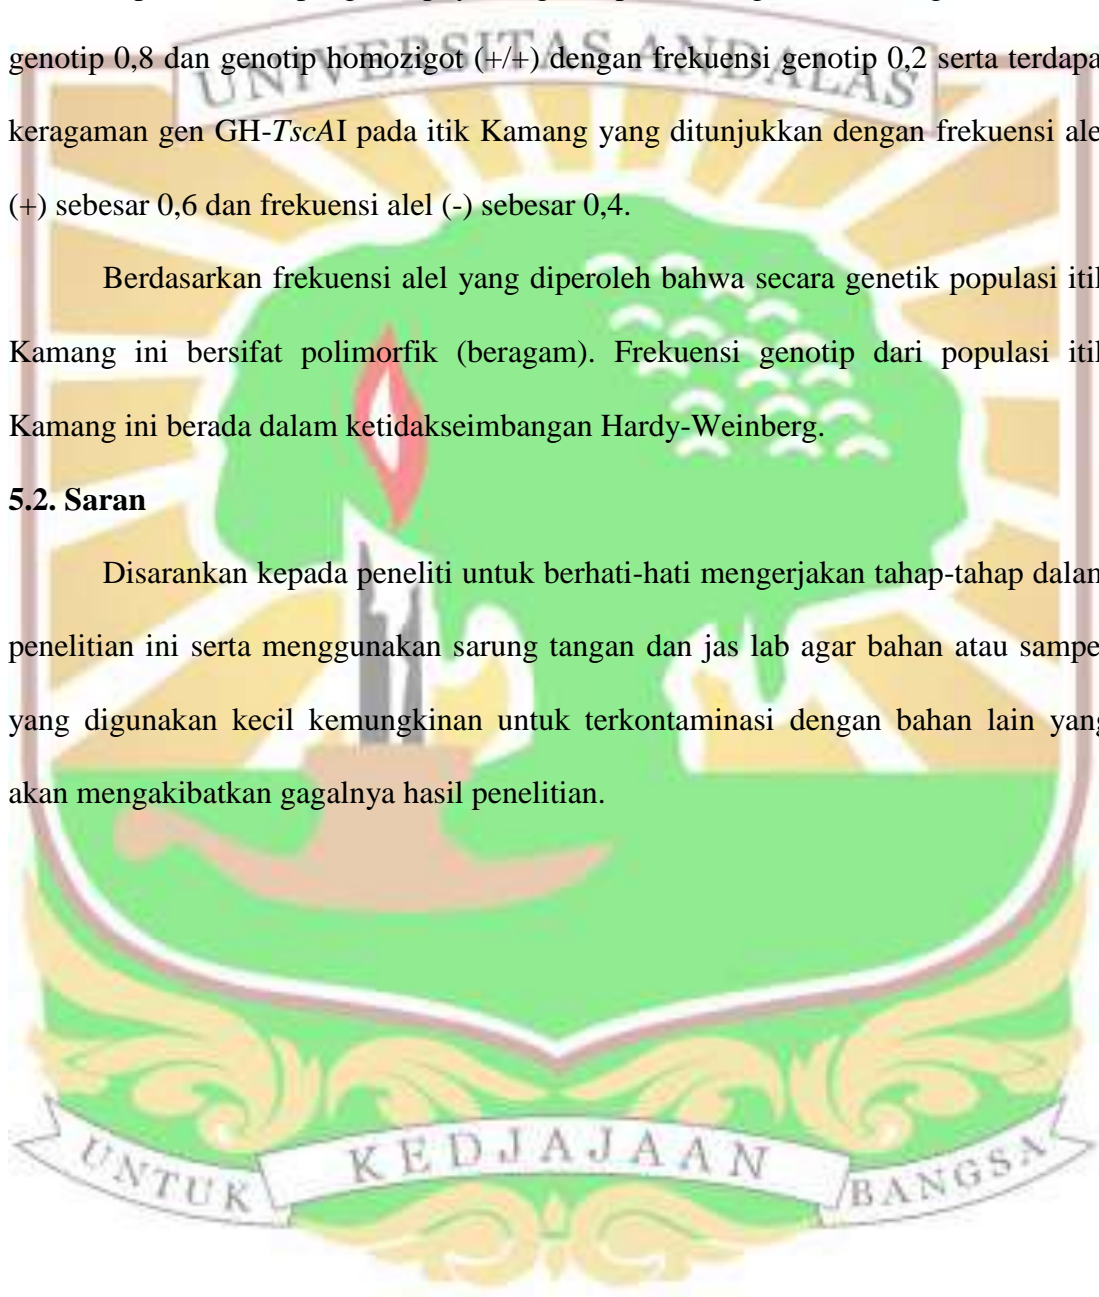 genotip 0,8 dan genotip homozigot (+/+) dengan frekuensi genotip 0,2 serta terdapa
UNIVERSITAS ANDALAS
keragaman gen GH-TscAI pada itik Kamang yang ditunjukkan dengan frekuensi ale
(+) sebesar 0,6 dan frekuensi alel (-) sebesar 0,4.
Berdasarkan frekuensi alel yang diperoleh bahwa secara genetik populasi iti
Kamang ini bersifat polimorfik (beragam). Frekuensi genotip dari populasi iti
Kamang ini berada dalam ketidakseimbangan Hardy-Weinberg.
5.2. Saran
Disarankan kepada peneliti untuk berhati-hati mengerjakan tahap-tahap dalam
penelitian ini serta menggunakan sarung tangan dan jas lab agar bahan atau sampe
yang digunakan kecil kemungkinan untuk terkontaminasi dengan bahan lain yang
akan mengakibatkan gagalnya hasil penelitian.
UNTUK KEDJAJAAN BANGSA